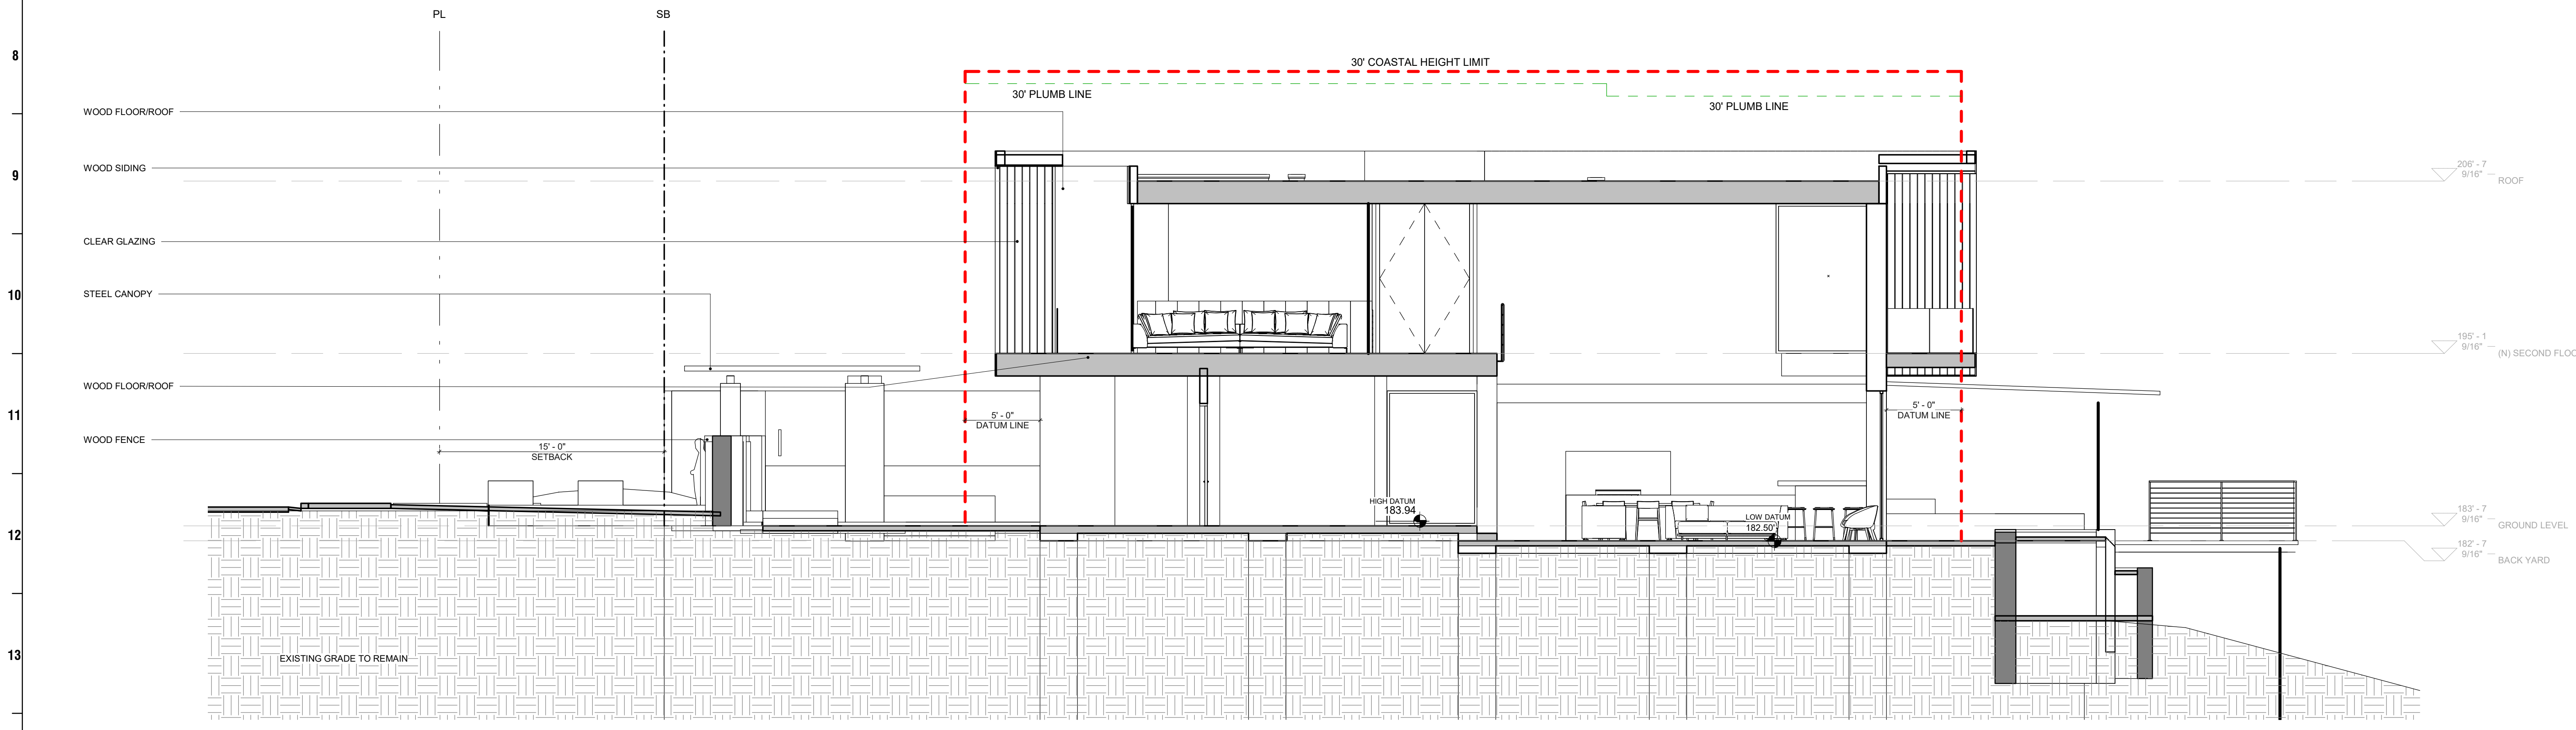 PL
SB
8
30' COASTAL HEIGHT LIMIT
30' PLUMB LINE
30' PLUMB LINE
WOOD FLOOR/ROOF
WOOD SIDING
9
206' - 7
9/16"
ROOF
CLEAR GLAZING
10
STEEL CANOPY
195' - 1
9/16"
(N) SECOND FLOO
WOOD FLOOR/ROOF
11
5' - 0"
DATUM LINE
5' - 0"
DATUM LINE
WOOD FENCE
15' - 0"
SETBACK
HIGH DATUM
183.94
LOW DATUM
182.50'
12
183' - 7
9/16"
GROUND LEVEL
182' - 7
9/16"
BACK YARD
13
EXISTING GRADE TO REMAIN